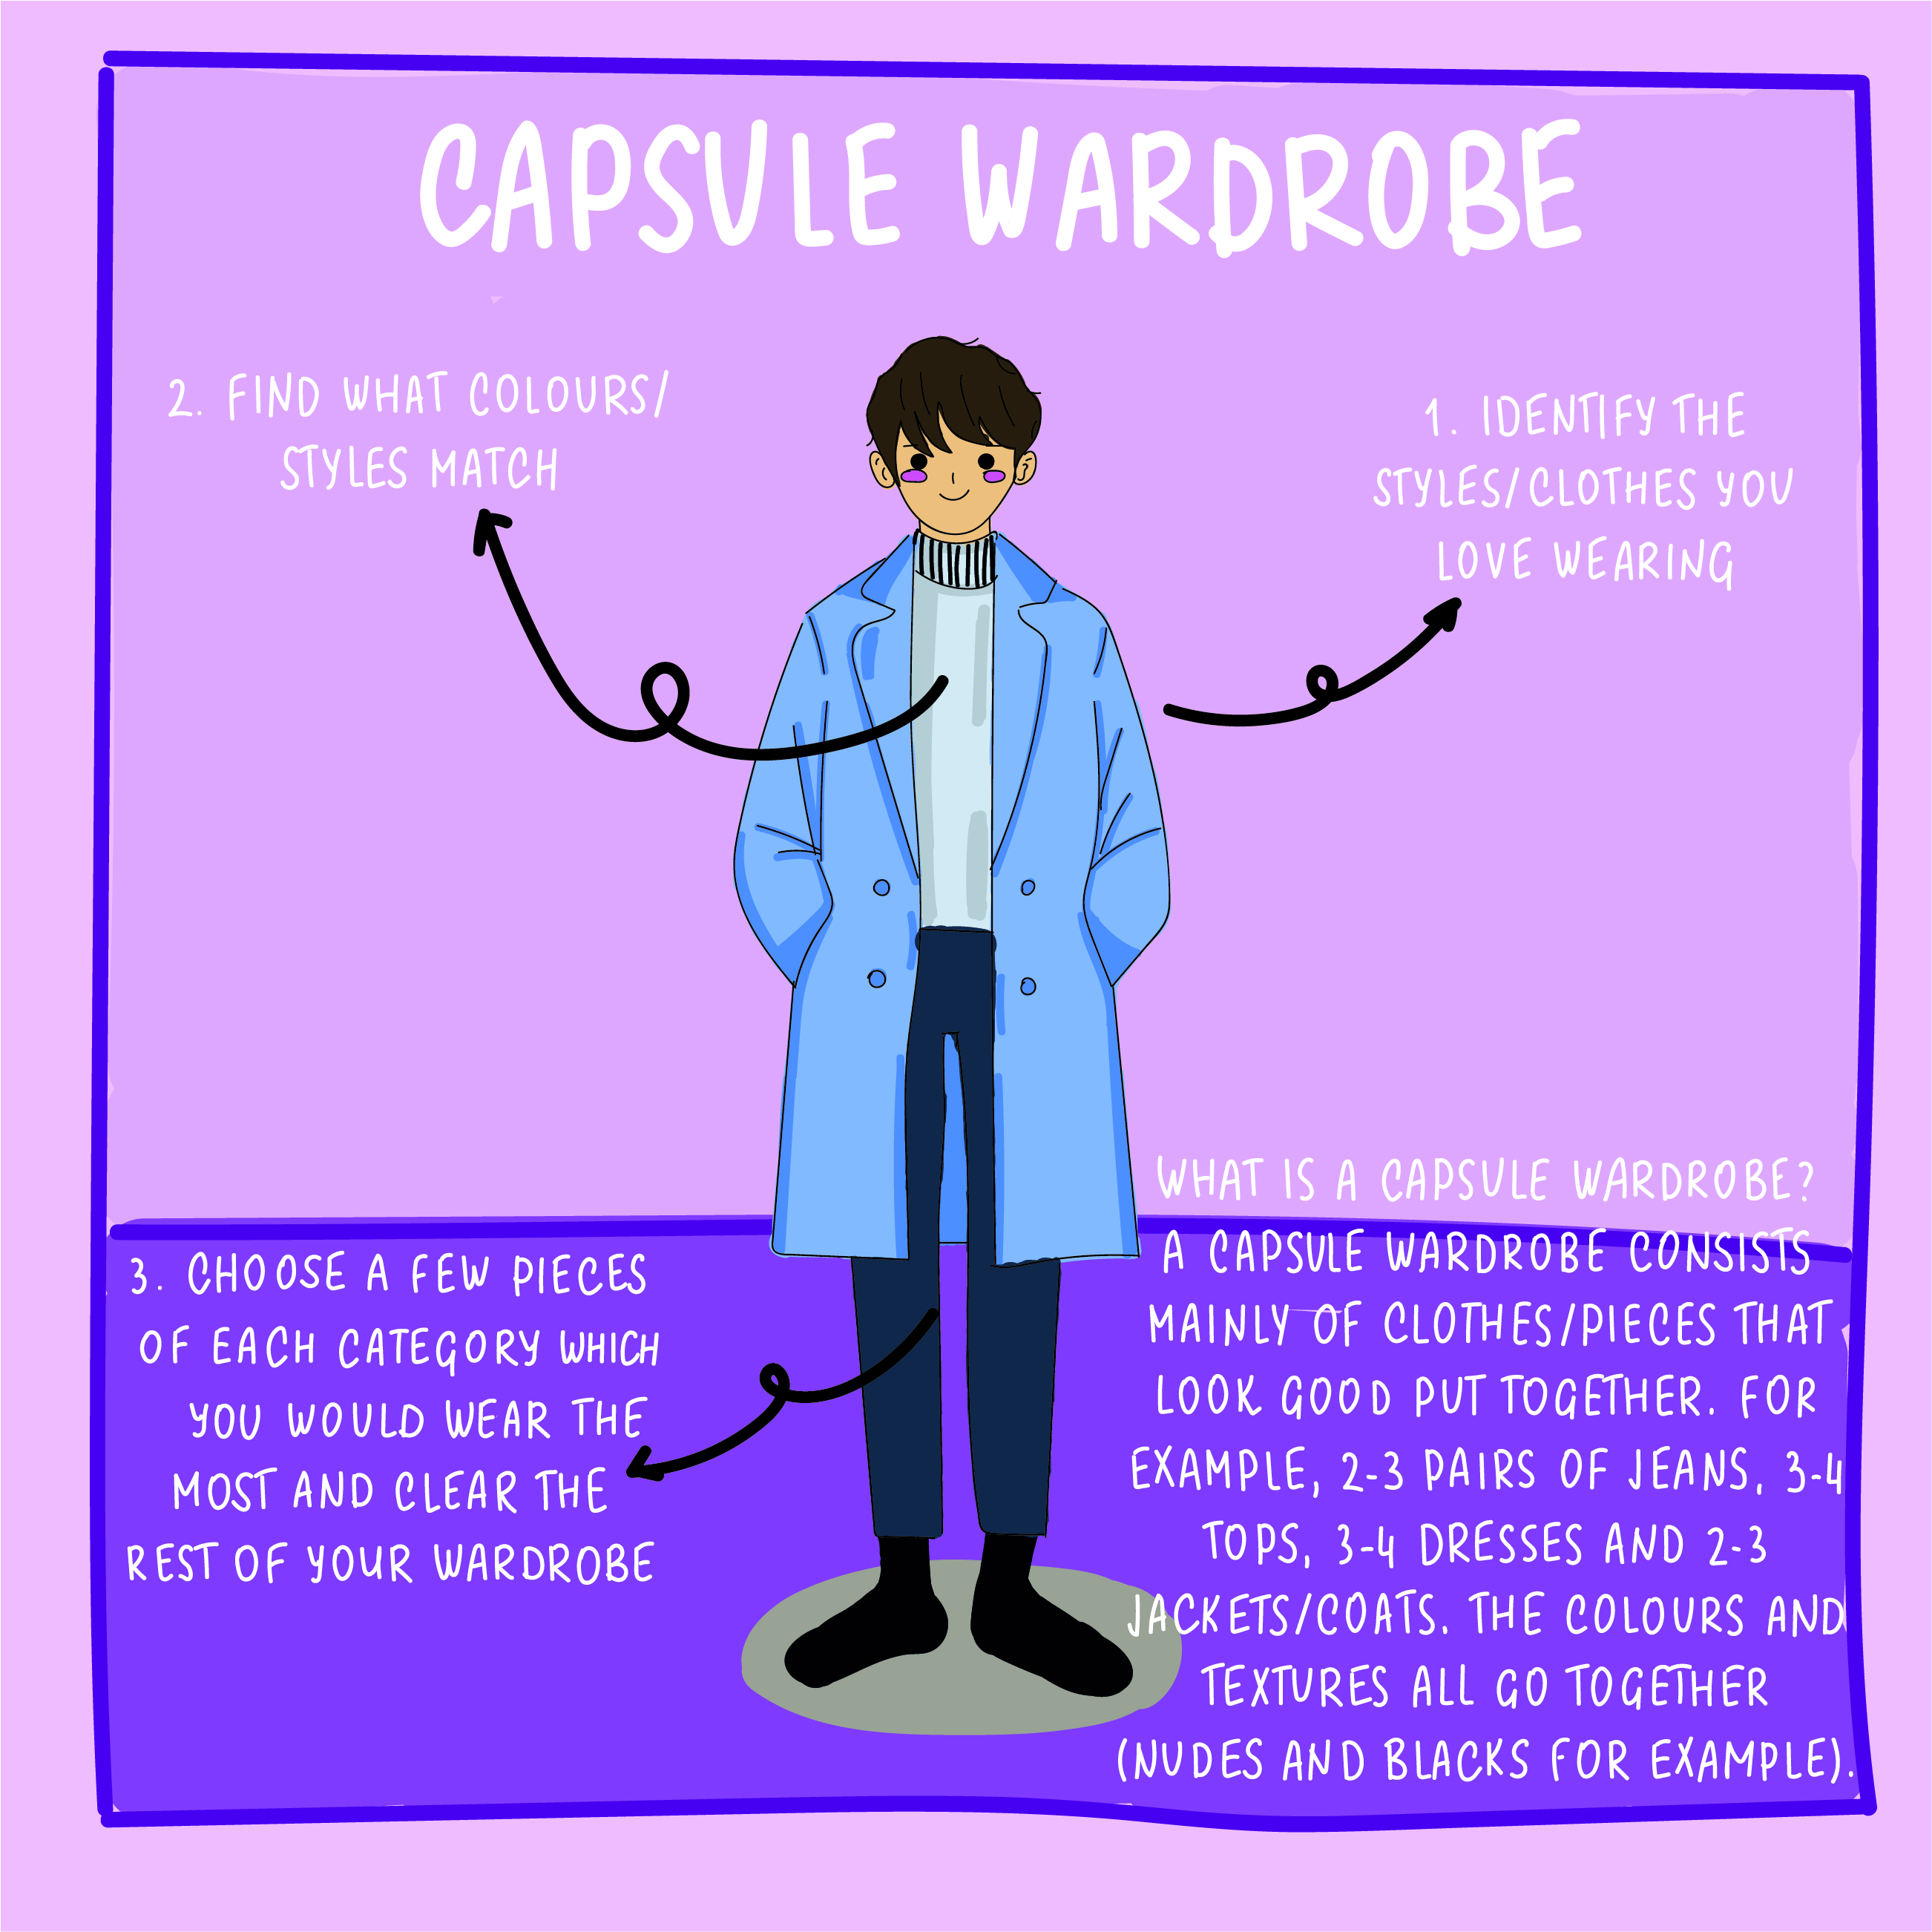 CAPSULE WARDROBE
1. IDENTIFY THE
STYLES/CLOTHES YOU
LOVE WEARING
2. FIND WHAT COLOURS/
STYLES MATCH
3. CHOOSE A FEW PIECES
OF EACH CATEGORY WHICH
YOU WOULD WEAR THE
MOST AND CLEAR THE
REST OF YOUR WARDROBE
WHAT IS A CAPSULE WARDROBE?
A CAPSULE WARDROBE CONSISTS
MAINLY OF CLOTHES/PIECES THAT
LOOK GOOD PUT TOGETHER. FOR
EXAMPLE, 2-3 PAIRS OF JEANS, 3-4
TOPS, 3-4 DRESSES AND 2-3
JACKETS/COATS. THE COLOURS AND
TEXTURES ALL GO TOGETHER
(NUDES AND BLACKS FOR EXAMPLE).